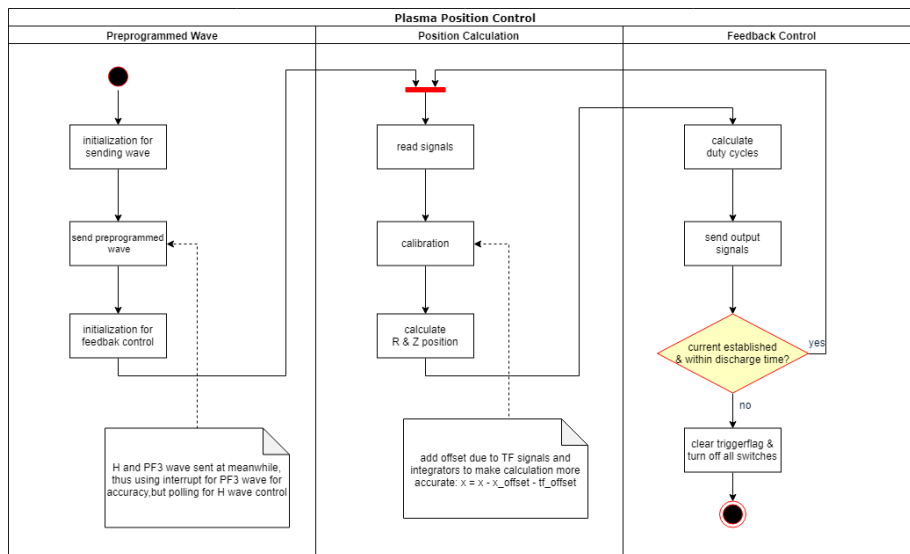 Plasma Position Control
Preprogrammed Wave
Position Calculation
Feedback Control
initialization for
sending wave
send preprogrammed
wave
initialization for
feedbak control
H and PF3 wave sent at meanwhile,
thus using interrupt for PF3 wave for
accuracy,but polling for H wave control
read signals
calibration
calculate
R & Z position
add offset due to TF signals and
integrators to make calculation more
accurate: x = x - x_offset - tf_offset
calculate
duty cycles
send output
signals
current established
& within discharge time?
yes
no
clear triggerflag &
turn off all switches